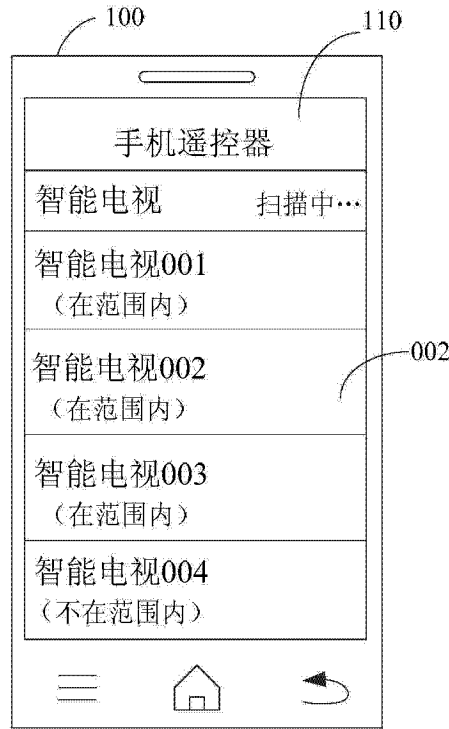 100
110
手机遥控器
智能电视 扫描中…
智能电视001
（在范围内）
智能电视002
（在范围内）
002
智能电视003
（在范围内）
智能电视004
（不在范围内）